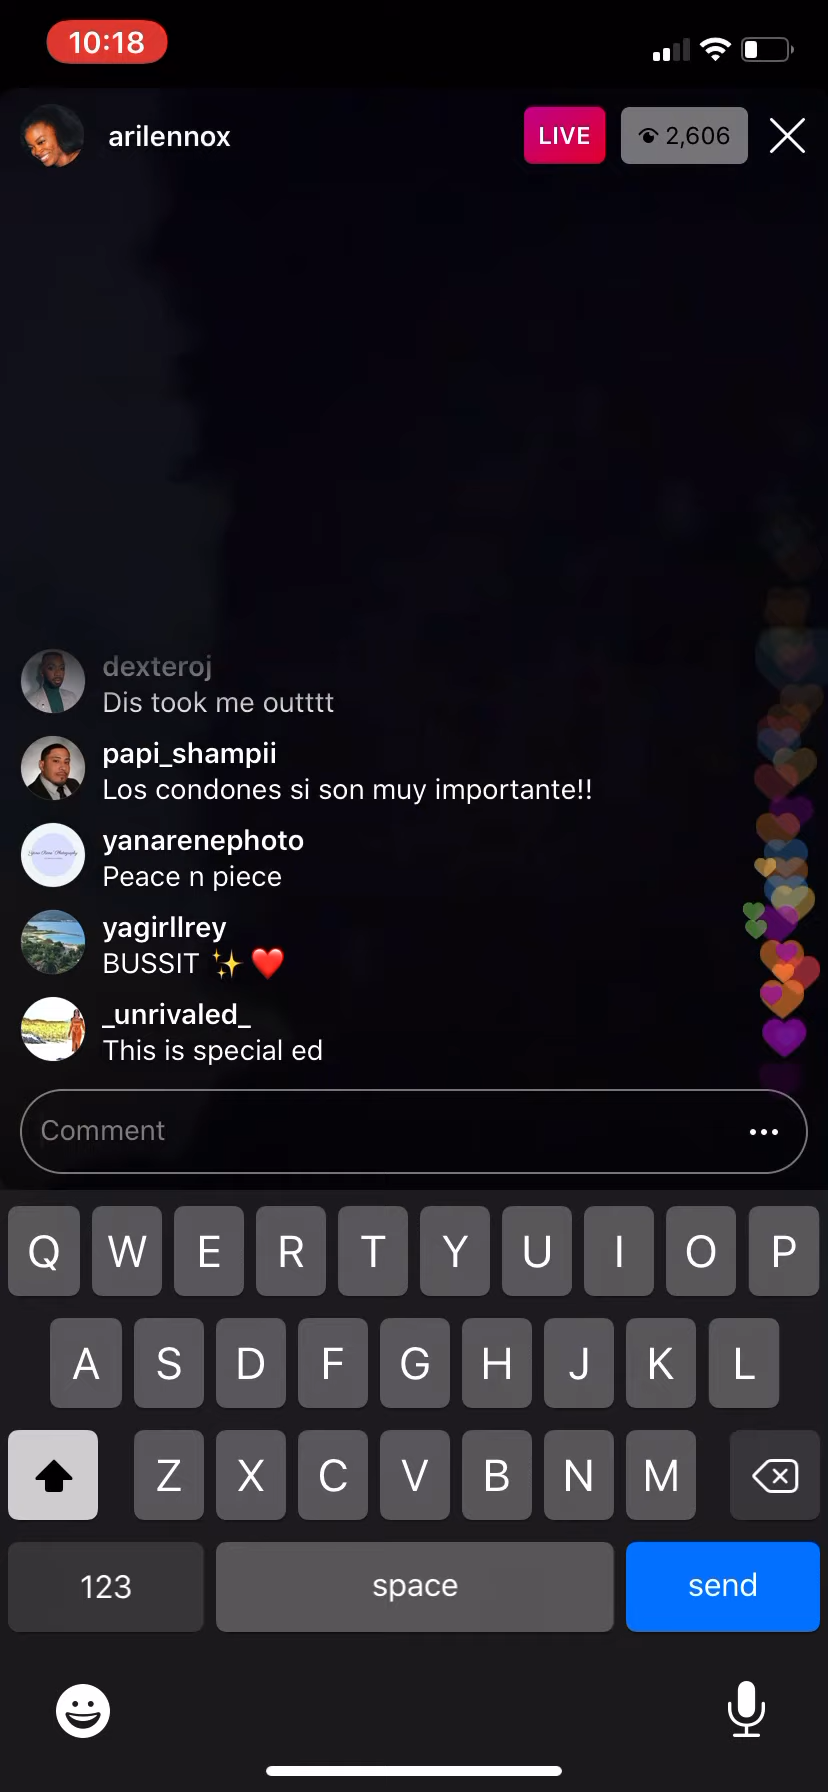 10:18
arilennox
LIVE
2,606
dexteroj
Dis took me outttt
papi_shampii
Los condones si son muy importante!!
yanarenephoto
Peace n piece
yagirllrey
BUSSIT ✨❤️
_unrivaled_
This is special ed
Comment
Q W E R T Y U I O P
A S D F G H J K L
Z X C V B N M
123 space send